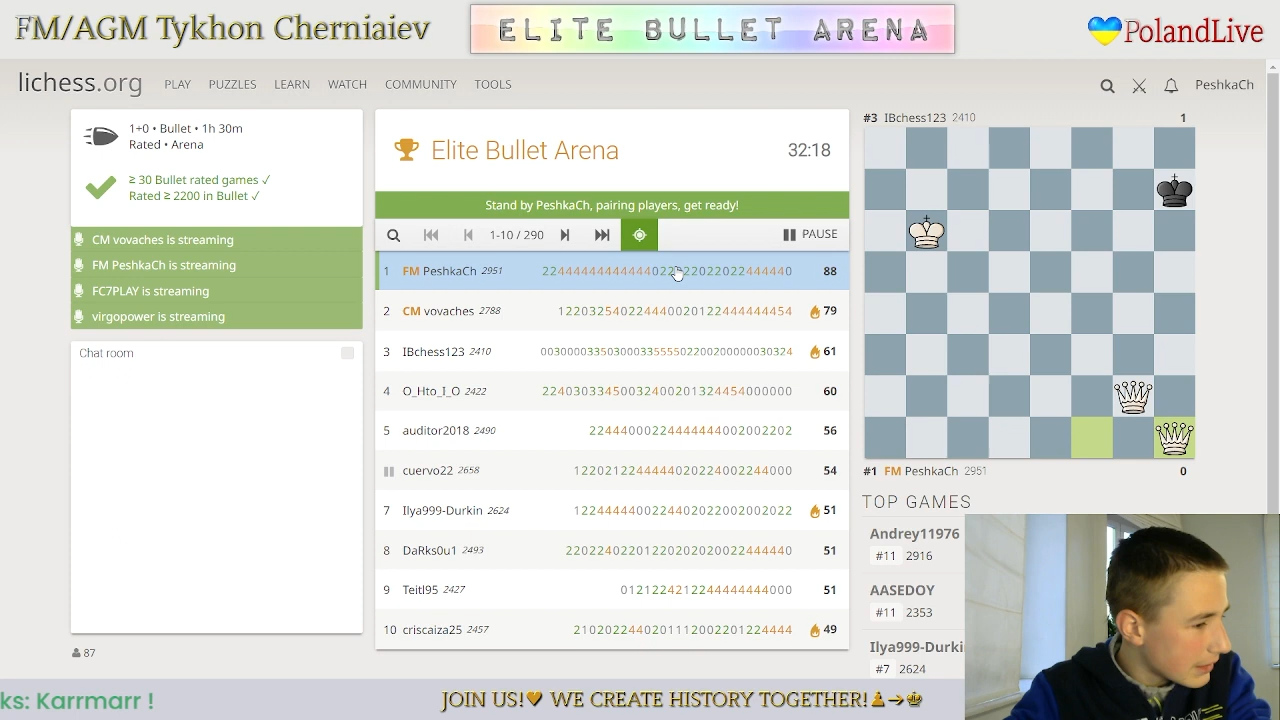 FM/AGM Tykhon Cherniaiev
ELITE BULLET ARENA
PolandLive
lichess.org
PLAY
PUZZLES
LEARN
WATCH
COMMUNITY
TOOLS
PeshkaCh
1+0 • Bullet • 1h 30m
Rated • Arena
≥ 30 Bullet rated games ✓
Rated ≥ 2200 in Bullet ✓
CM vovaches is streaming
FM PeshkaCh is streaming
FC7PLAY is streaming
virgopower is streaming
Chat room
87
Elite Bullet Arena
32:18
Stand by PeshkaCh, pairing players, get ready!
1-10 / 290
PAUSE
1 FM PeshkaCh 2951 88
2 CM vovaches 2788 1220325402244400201224444444454 79
3 IBchess123 2410 61
4 O_Hto_I_O 2422 60
5 auditor2018 2490 22444000224444444002002202 56
cuervo22 2658 54
7 Ilya999-Durkin 2624 51
8 DaRks0u1 2493 51
9 Teitl95 2427 51
10 criscaiza25 2457 49
#3 IBchess123 2410 1
#1 FM PeshkaCh 2951 0
TOP GAMES
Andrey11976
#11 2916
AASEDOY
#11 2353
Ilya999-Durki
#7 2624
ks: Karrmarr !
JOIN US!♥ WE CREATE HISTORY TOGETHER!♟→♚